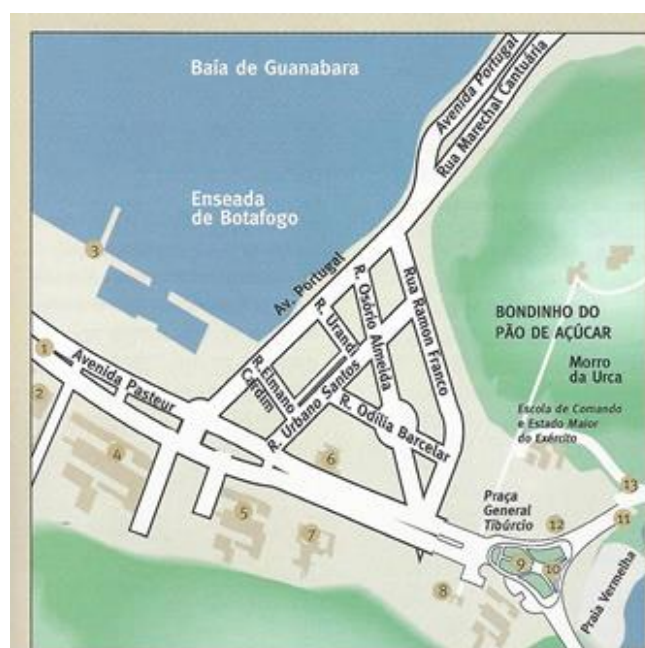 Baía de Guanabara
Avenida Portugal
Rua Marechal Cantuária
Enseada
de Botafogo
3
Av. Portugal
R. Osório Almeida
Rua Ramon Franco
R. Urandi
BONDINHO DO
PÃO DE AÇÚCAR
1
Avenida Pasteur
R.Elmano
Cardim
R. Urbano Santos
Morro
da Urca
2
R. Odília Barcelar
Escola de Comando
e Estado Maior
do Exército
4
6
13
5
Praça
General
Tibúrcio
12
11
7
9
10
8
Praia Vermelha